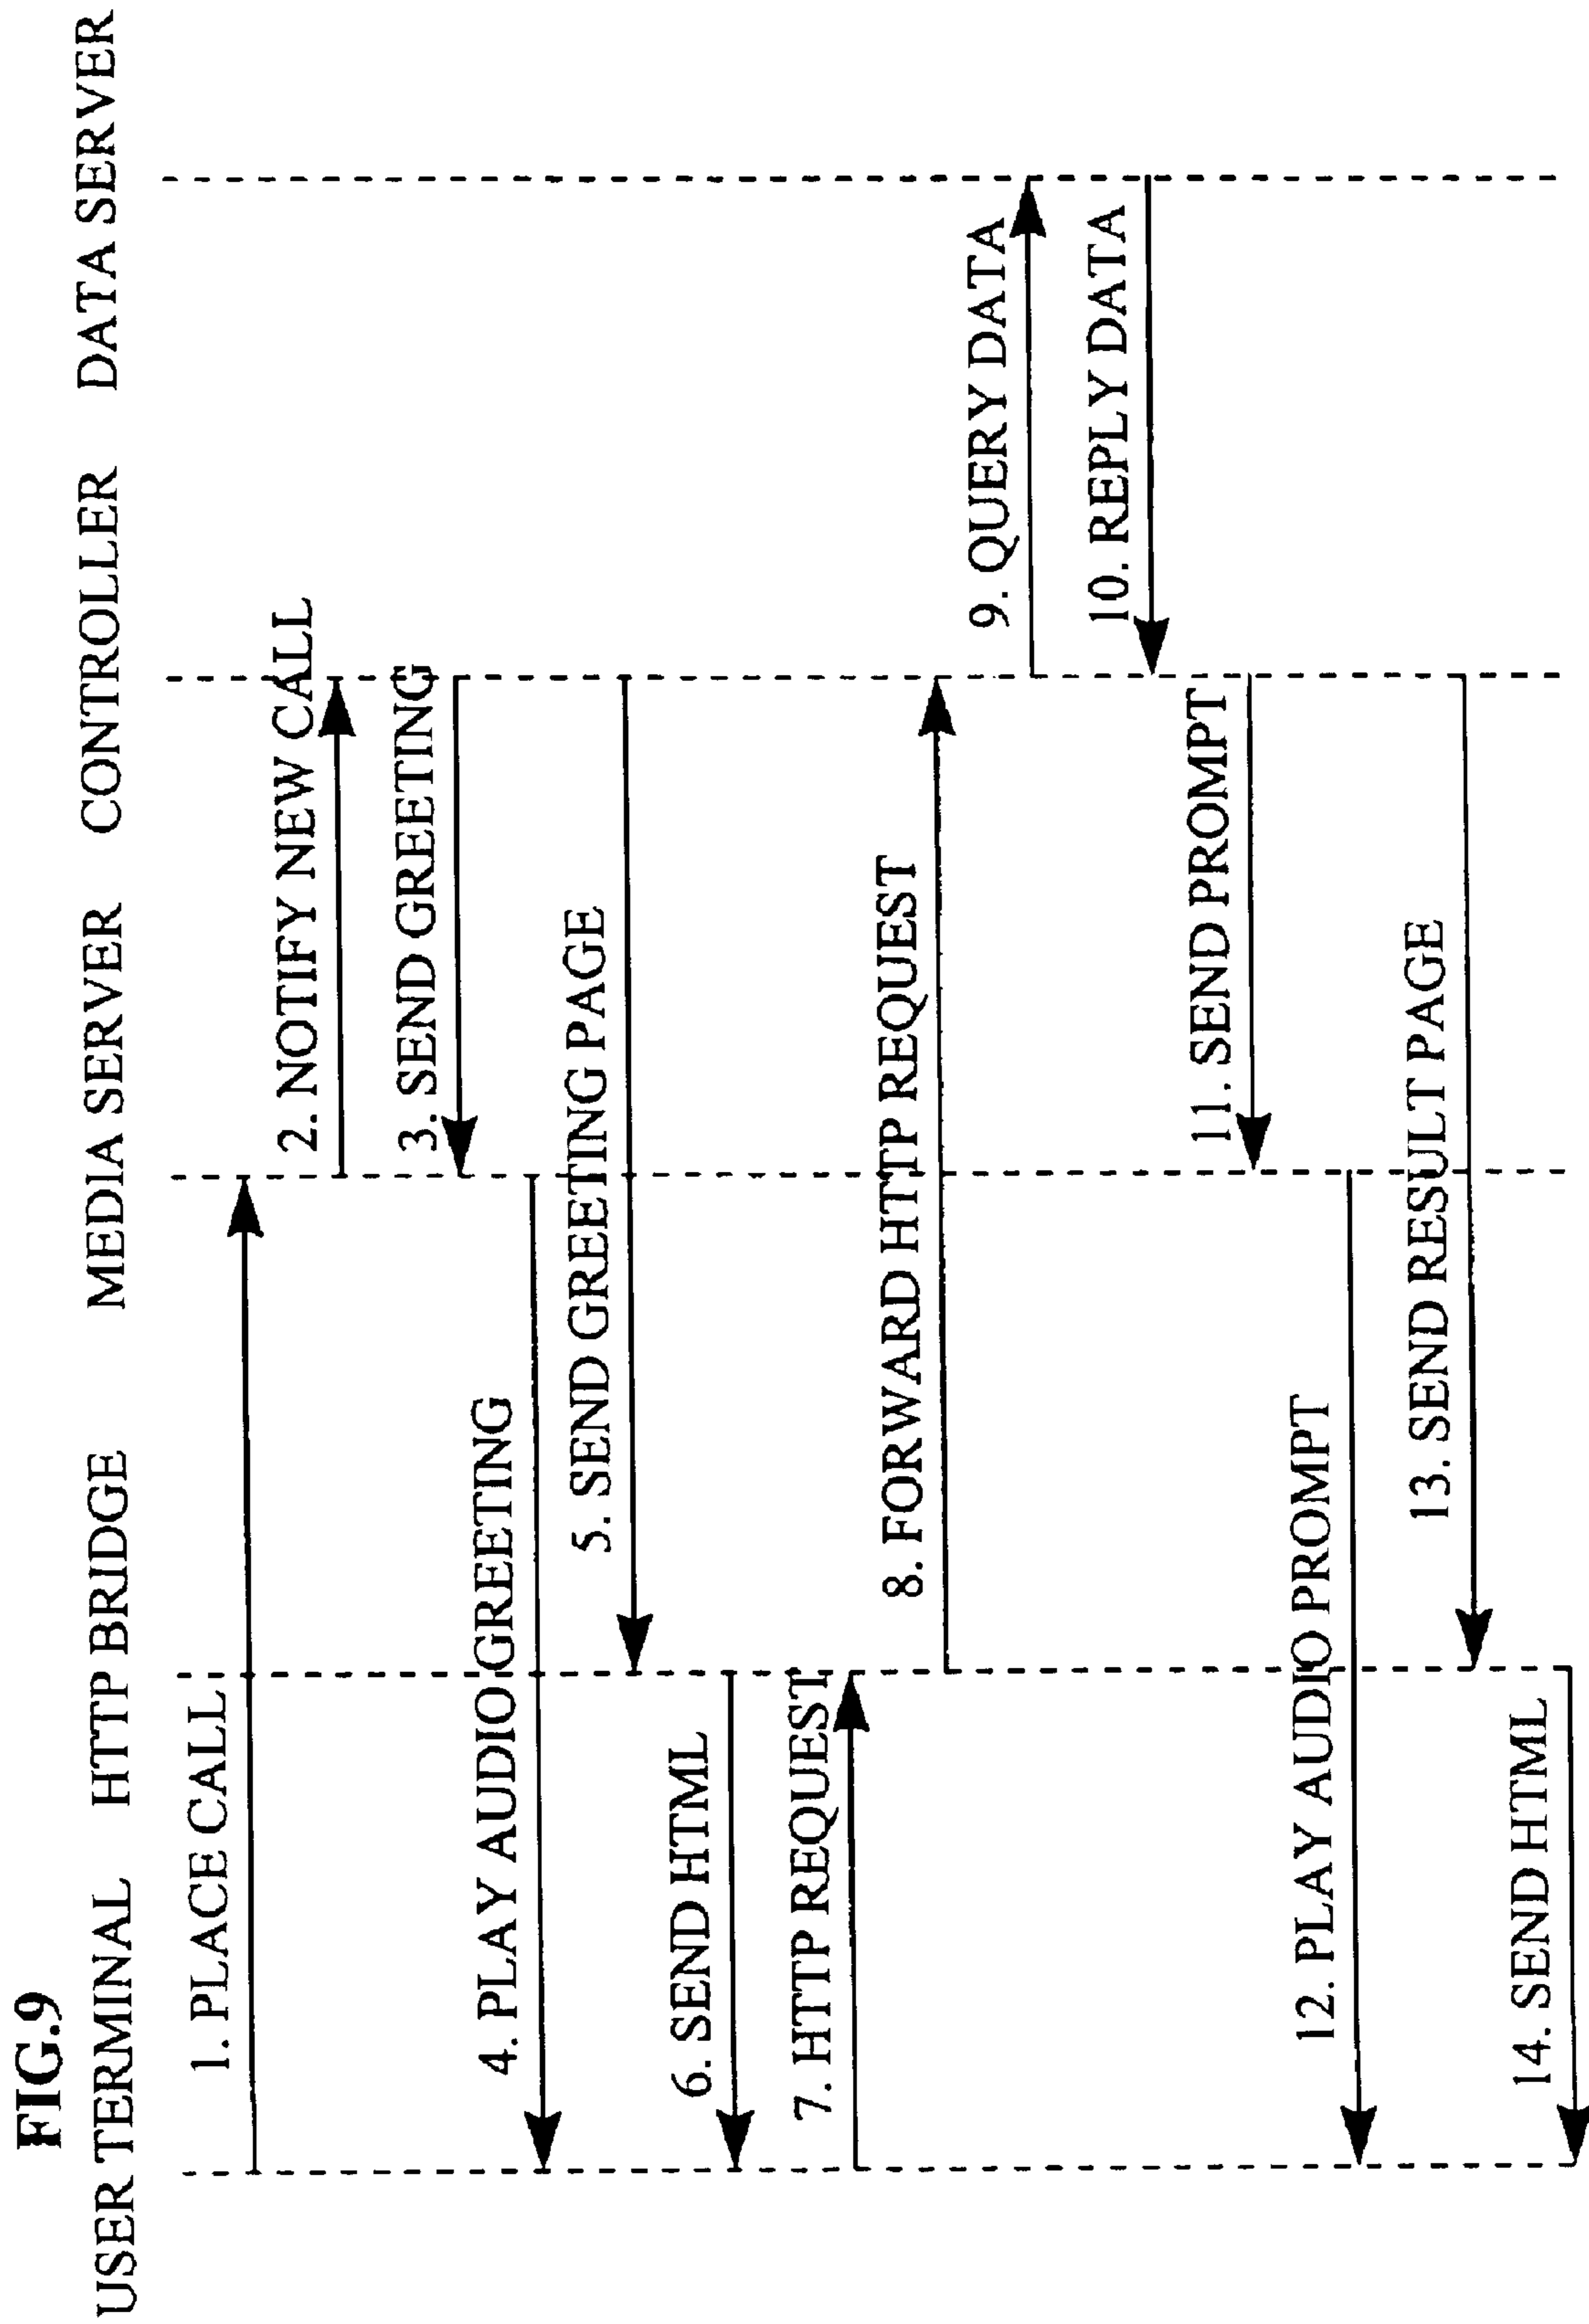 FIG.9
USER TERMINAL HTTP BRIDGE MEDIA SERVER CONTROLLER DATA SERVER
1. PLACE CALL
2. NOTIFY NEW CALL
3. SEND GREETING
4. PLAY AUDIO GREETING
5. SEND GREETING PAGE
6. SEND HTML
7. HTTP REQUEST
8. FORWARD HTTP REQUEST
9. QUERY DATA
10. REPLY DATA
11. SEND PROMPT
12. PLAY AUDIO PROMPT
13. SEND RESULT PAGE
14. SEND HTML